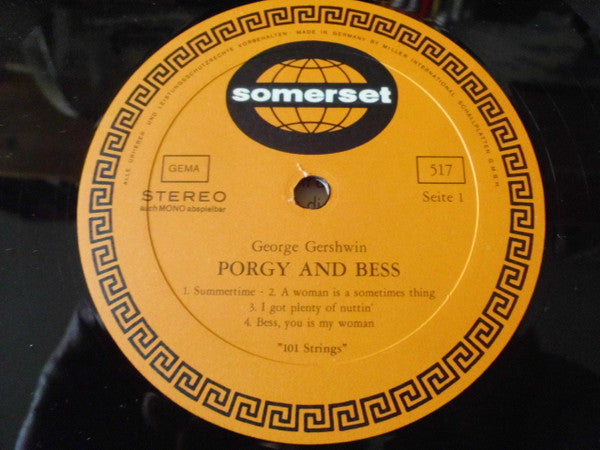 ALLE URHEBER- UND LEISTUNGSSCHUTZRECHTE VORBEHALTEN · MADE IN GERMANY BY MILLER INTERNATIONAL SCHALLPLATTEN G.M.B.H.
somerset
GEMA
517
STEREO
auch MONO abspielbar
Seite 1
di
George Gershwin
PORGY AND BESS
1. Summertime - 2. A woman is a sometimes thing
3. I got plenty of nuttin'
4. Bess, you is my woman
"101 Strings"